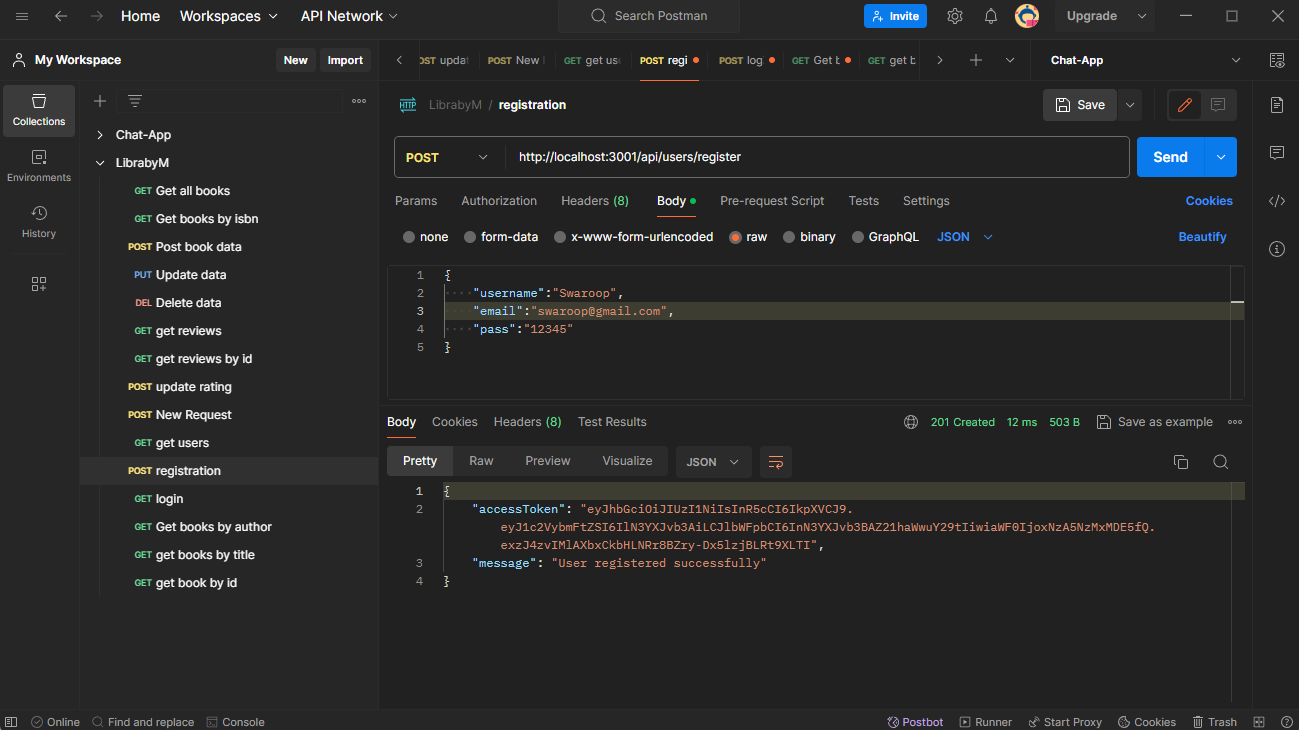 Home Workspaces API Network Search Postman Invite Upgrade
My Workspace New Import POST New get use POST regi POST log GET Get b GET get b Chat-App
Collections
Environments
History
Chat-App
LibrabyM
GET Get all books
GET Get books by isbn
POST Post book data
PUT Update data
DEL Delete data
GET get reviews
GET get reviews by id
POST update rating
POST New Request
GET get users
POST registration
GET login
GET Get books by author
GET get books by title
GET get book by id
HTTP LibrabyM / registration Save
POST http://localhost:3001/api/users/register Send
Params Authorization Headers (8) Body Pre-request Script Tests Settings Cookies
none form-data x-www-form-urlencoded raw binary GraphQL JSON Beautify
1 {
2 "username":"Swaroop",
3 "email":"swaroop@gmail.com",
4 "pass":"12345"
5 }
Body Cookies Headers (8) Test Results 201 Created 12 ms 503 B Save as example
Pretty Raw Preview Visualize JSON
1 {
2 "accessToken": "eyJhbGciOiJIUzI1NiIsInR5cCI6IkpXVCJ9.
eyJ1c2VybmFtZSI6IlN3YXJvb3AiLCJlbWFpbCI6InN3YXJvb3BAZ21haWwuY29tIiwiaWF0IjoxNzA5NzMxMDE5fQ.
exzJ4zvIMlAXbxCkbHLNRr8BZry-Dx5lzjBLRt9XLTI",
3 "message": "User registered successfully"
4 }
Online Find and replace Console Postbot Runner Start Proxy Cookies Trash